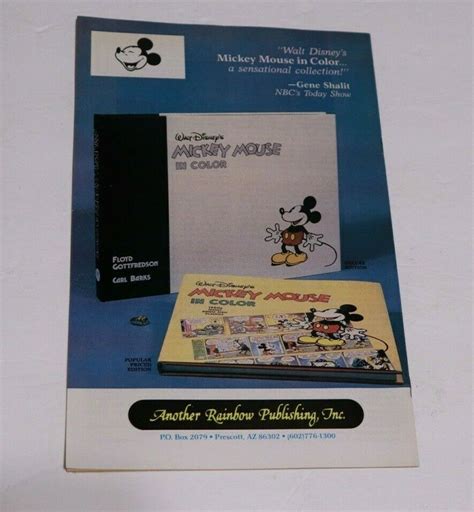 "Walt Disney's
Mickey Mouse in Color...
a sensational collection!"
—Gene Shalit
NBC's Today Show
WALT DISNEY'S
MICKEY MOUSE
IN COLOR
FLOYD
GOTTFREDSON
CARL BARKS
DELUXE
EDITION
WALT DISNEY'S
MICKEY MOUSE
IN COLOR
POPULAR
PRICED
EDITION
Another Rainbow Publishing, Inc.
P.O. Box 2079 • Prescott, AZ 86302 • (602)776-1300